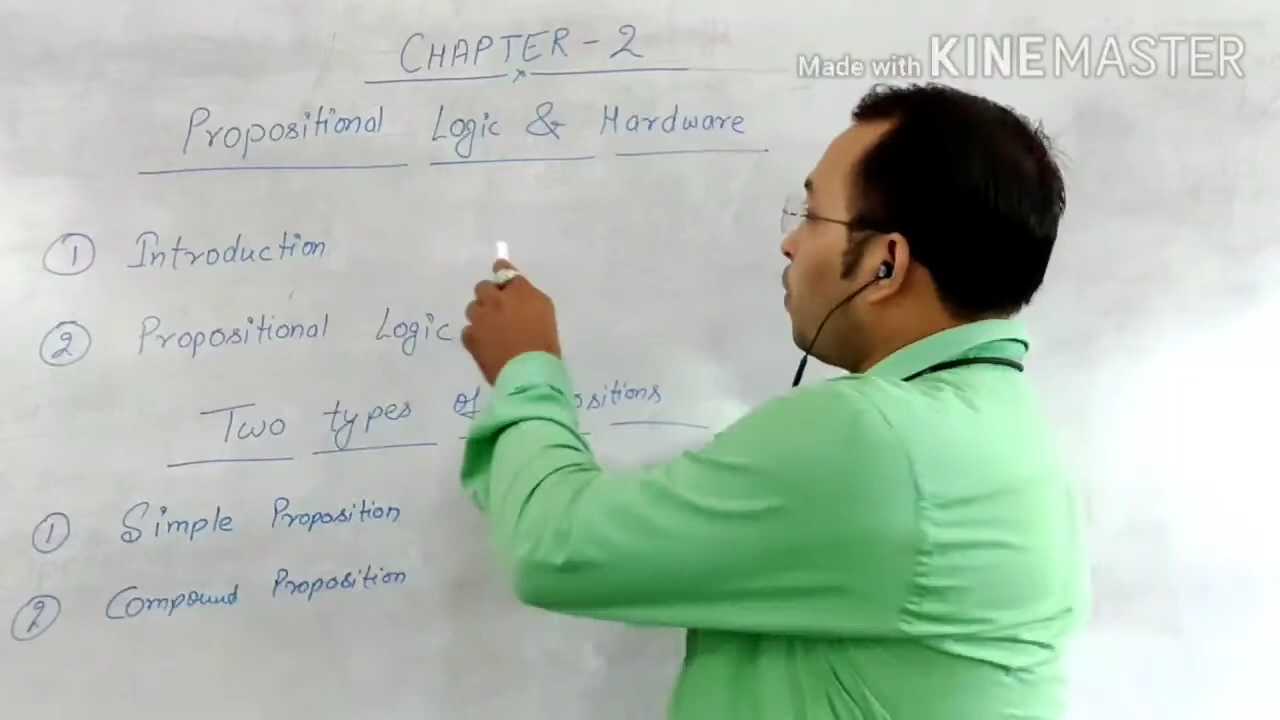 CHAPTER - 2
Made with KINEMASTER
Propositional Logic & Hardware
① Introduction
② Propositional Logic
Two types of
① Simple Proposition
② Compound Proposition